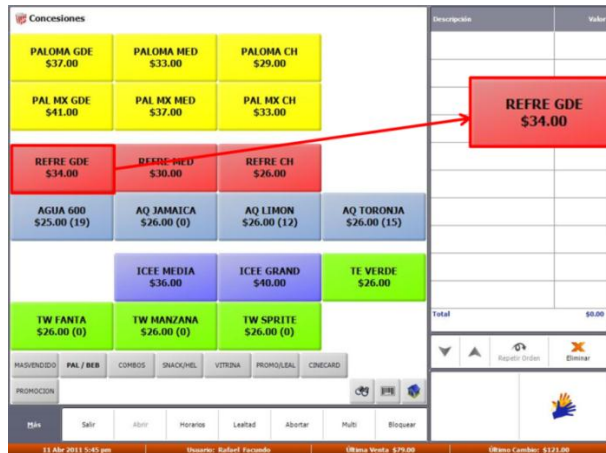 Concesiones
Descripción Valor
PALOMA GDE
$37.00
PALOMA MED
$33.00
PALOMA CH
$29.00
PAL MX GDE
$41.00
PAL MX MED
$37.00
PAL MX CH
$33.00
REFRE GDE
$34.00
REFRE GDE
$34.00
REFRE MED
$30.00
REFRE CH
$26.00
AGUA 600
$25.00 (19)
AQ JAMAICA
$26.00 (0)
AQ LIMON
$26.00 (12)
AQ TORONJA
$26.00 (15)
ICEE MEDIA
$36.00
ICEE GRAND
$40.00
TE VERDE
$26.00
TW FANTA
$26.00 (0)
TW MANZANA
$26.00 (0)
TW SPRITE
$26.00 (0)
Total $0.00
Repetir Orden
Eliminar
MASVENDIDO PAL / BEB COMBOS SNACK/HEL VITRINA PROMO/LEAL CINECARD
PROMOCION
Más Salir Abrir Horarios Lealtad Abortar Multi Bloquear
11 Abr 2011 5:45 pm Usuario: Rafael Facundo Última Venta $79.00 Último Cambio: $121.00